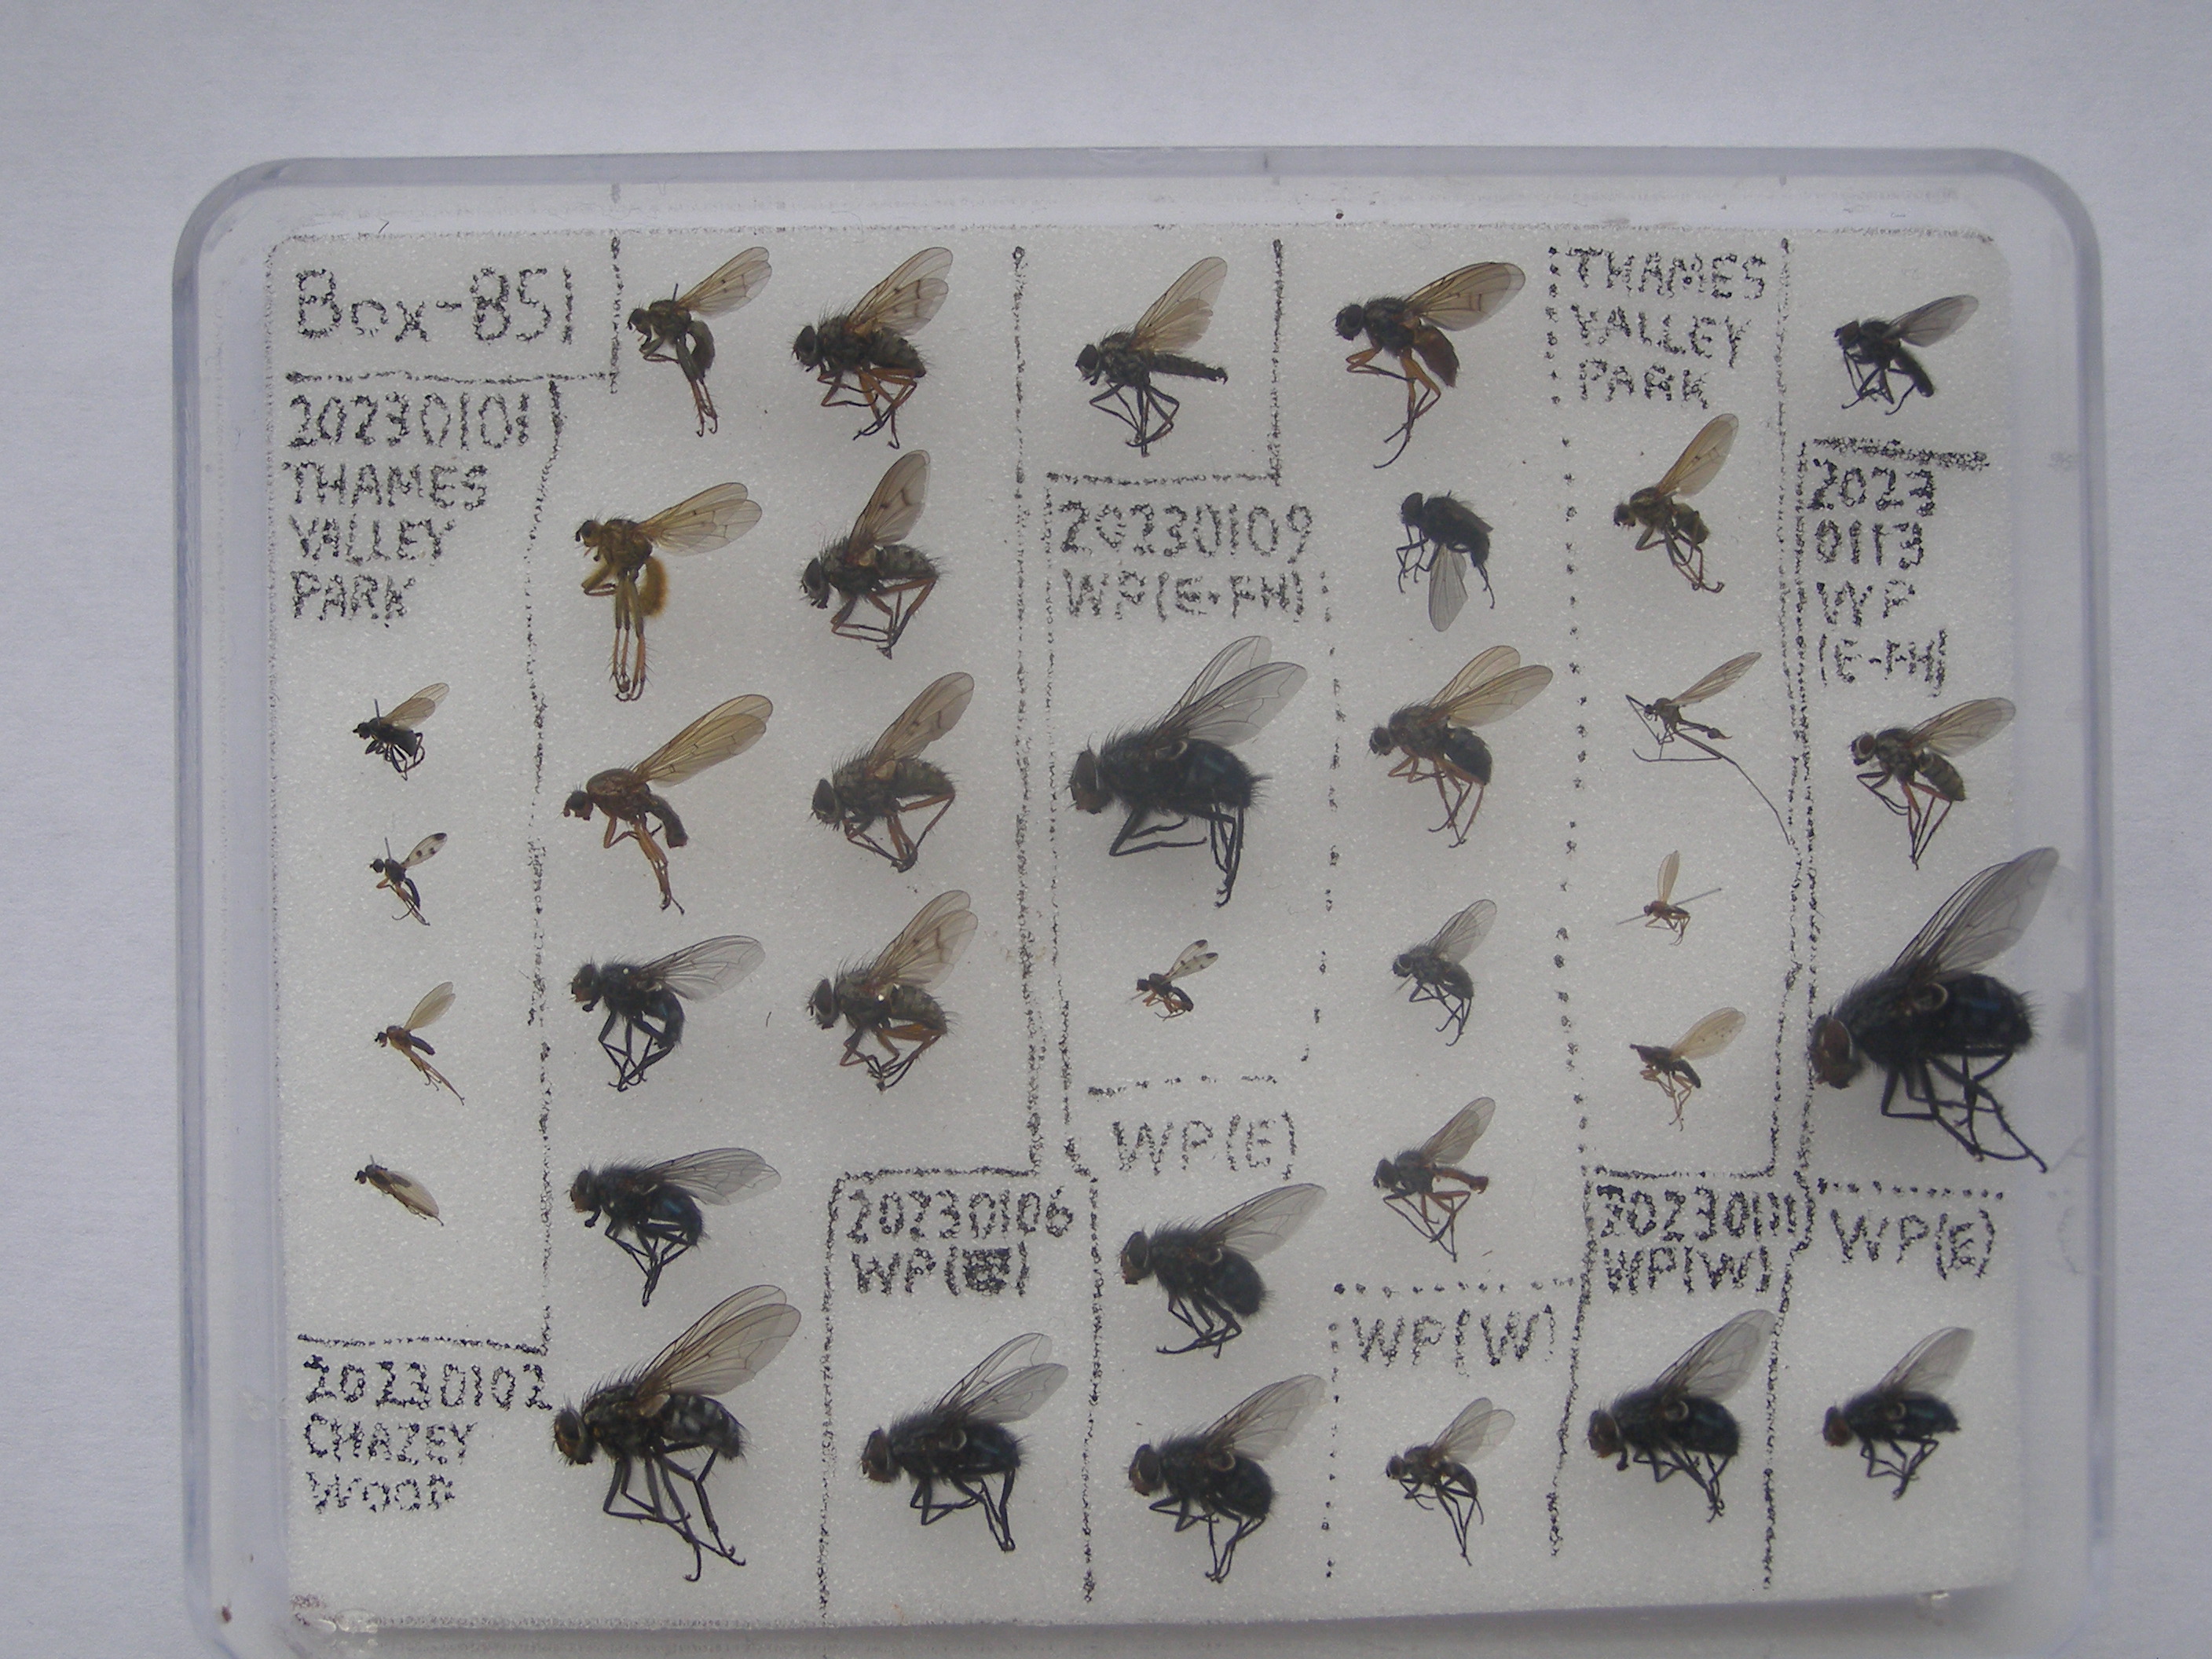 Box-851
20230101
THAMES
VALLEY
PARK
20230102
CHAZEY
WOOD
20230106
WP(E)
20230109
WP(E-FH)
WP(E)
WP(W)
THAMES
VALLEY
PARK
WP(W)
2023
0113
WP
(E-FH)
WP(E)